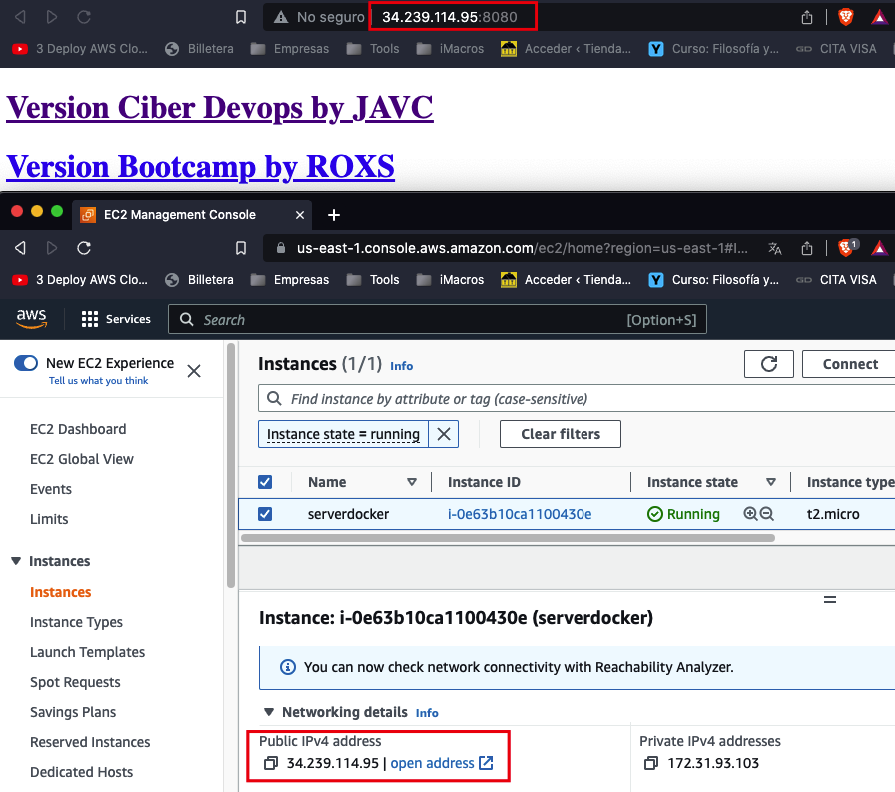 No seguro 34.239.114.95:8080
3 Deploy AWS Clo... Billetera Empresas Tools iMacros Acceder ‹ Tienda... Curso: Filosofía y... GD CITA VISA
Version Ciber Devops by JAVC
Version Bootcamp by ROXS
EC2 Management Console
us-east-1.console.aws.amazon.com/ec2/home?region=us-east-1#I... 1
3 Deploy AWS Clo... Billetera Empresas Tools iMacros Acceder ‹ Tienda... Curso: Filosofía y... GD CITA VISA
aws Services Search [Option+S]
New EC2 Experience
Tell us what you think
EC2 Dashboard
EC2 Global View
Events
Limits
Instances
Instances
Instance Types
Launch Templates
Spot Requests
Savings Plans
Reserved Instances
Dedicated Hosts
Instances (1/1) Info Connect
Find instance by attribute or tag (case-sensitive)
Instance state = running Clear filters
Name Instance ID Instance state Instance type
serverdocker i-0e63b10ca1100430e Running t2.micro
Instance: i-0e63b10ca1100430e (serverdocker)
You can now check network connectivity with Reachability Analyzer.
Networking details Info
Public IPv4 address
34.239.114.95 | open address
Private IPv4 addresses
172.31.93.103